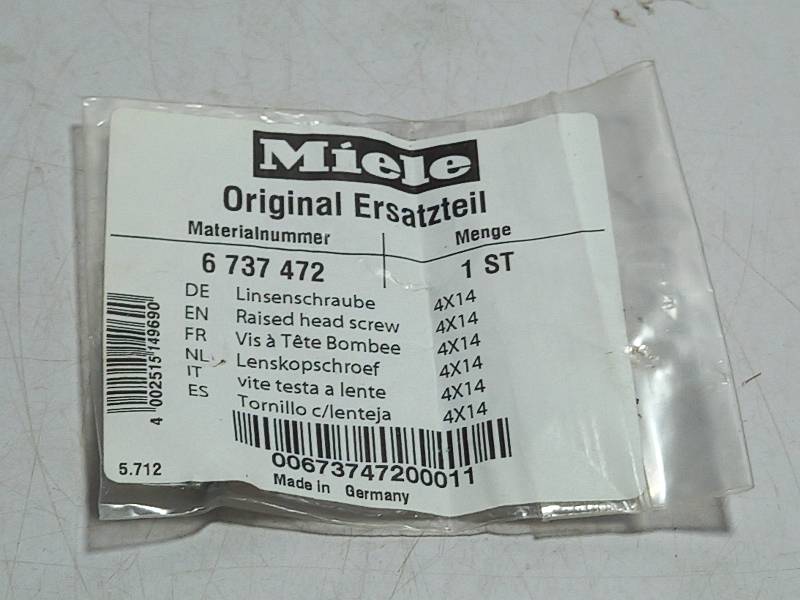 Miele
Original Ersatzteil
Materialnummer Menge
6 737 472 1 ST
DE Linsenschraube 4X14
EN Raised head screw 4X14
FR Vis à Tête Bombee 4X14
NL Lenskopschroef 4X14
IT vite testa a lente 4X14
ES Tornillo c/lenteja 4X14
4 002515 149690
00673747200011
5.712
Made in Germany